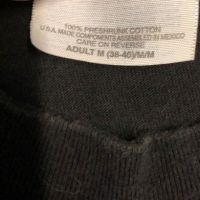 100% PRESHRUNK COTTON
U.S.A. MADE COMPONENTS ASSEMBLED IN MEXICO
CARE ON REVERSE
ADULT M (38-40)/M/M